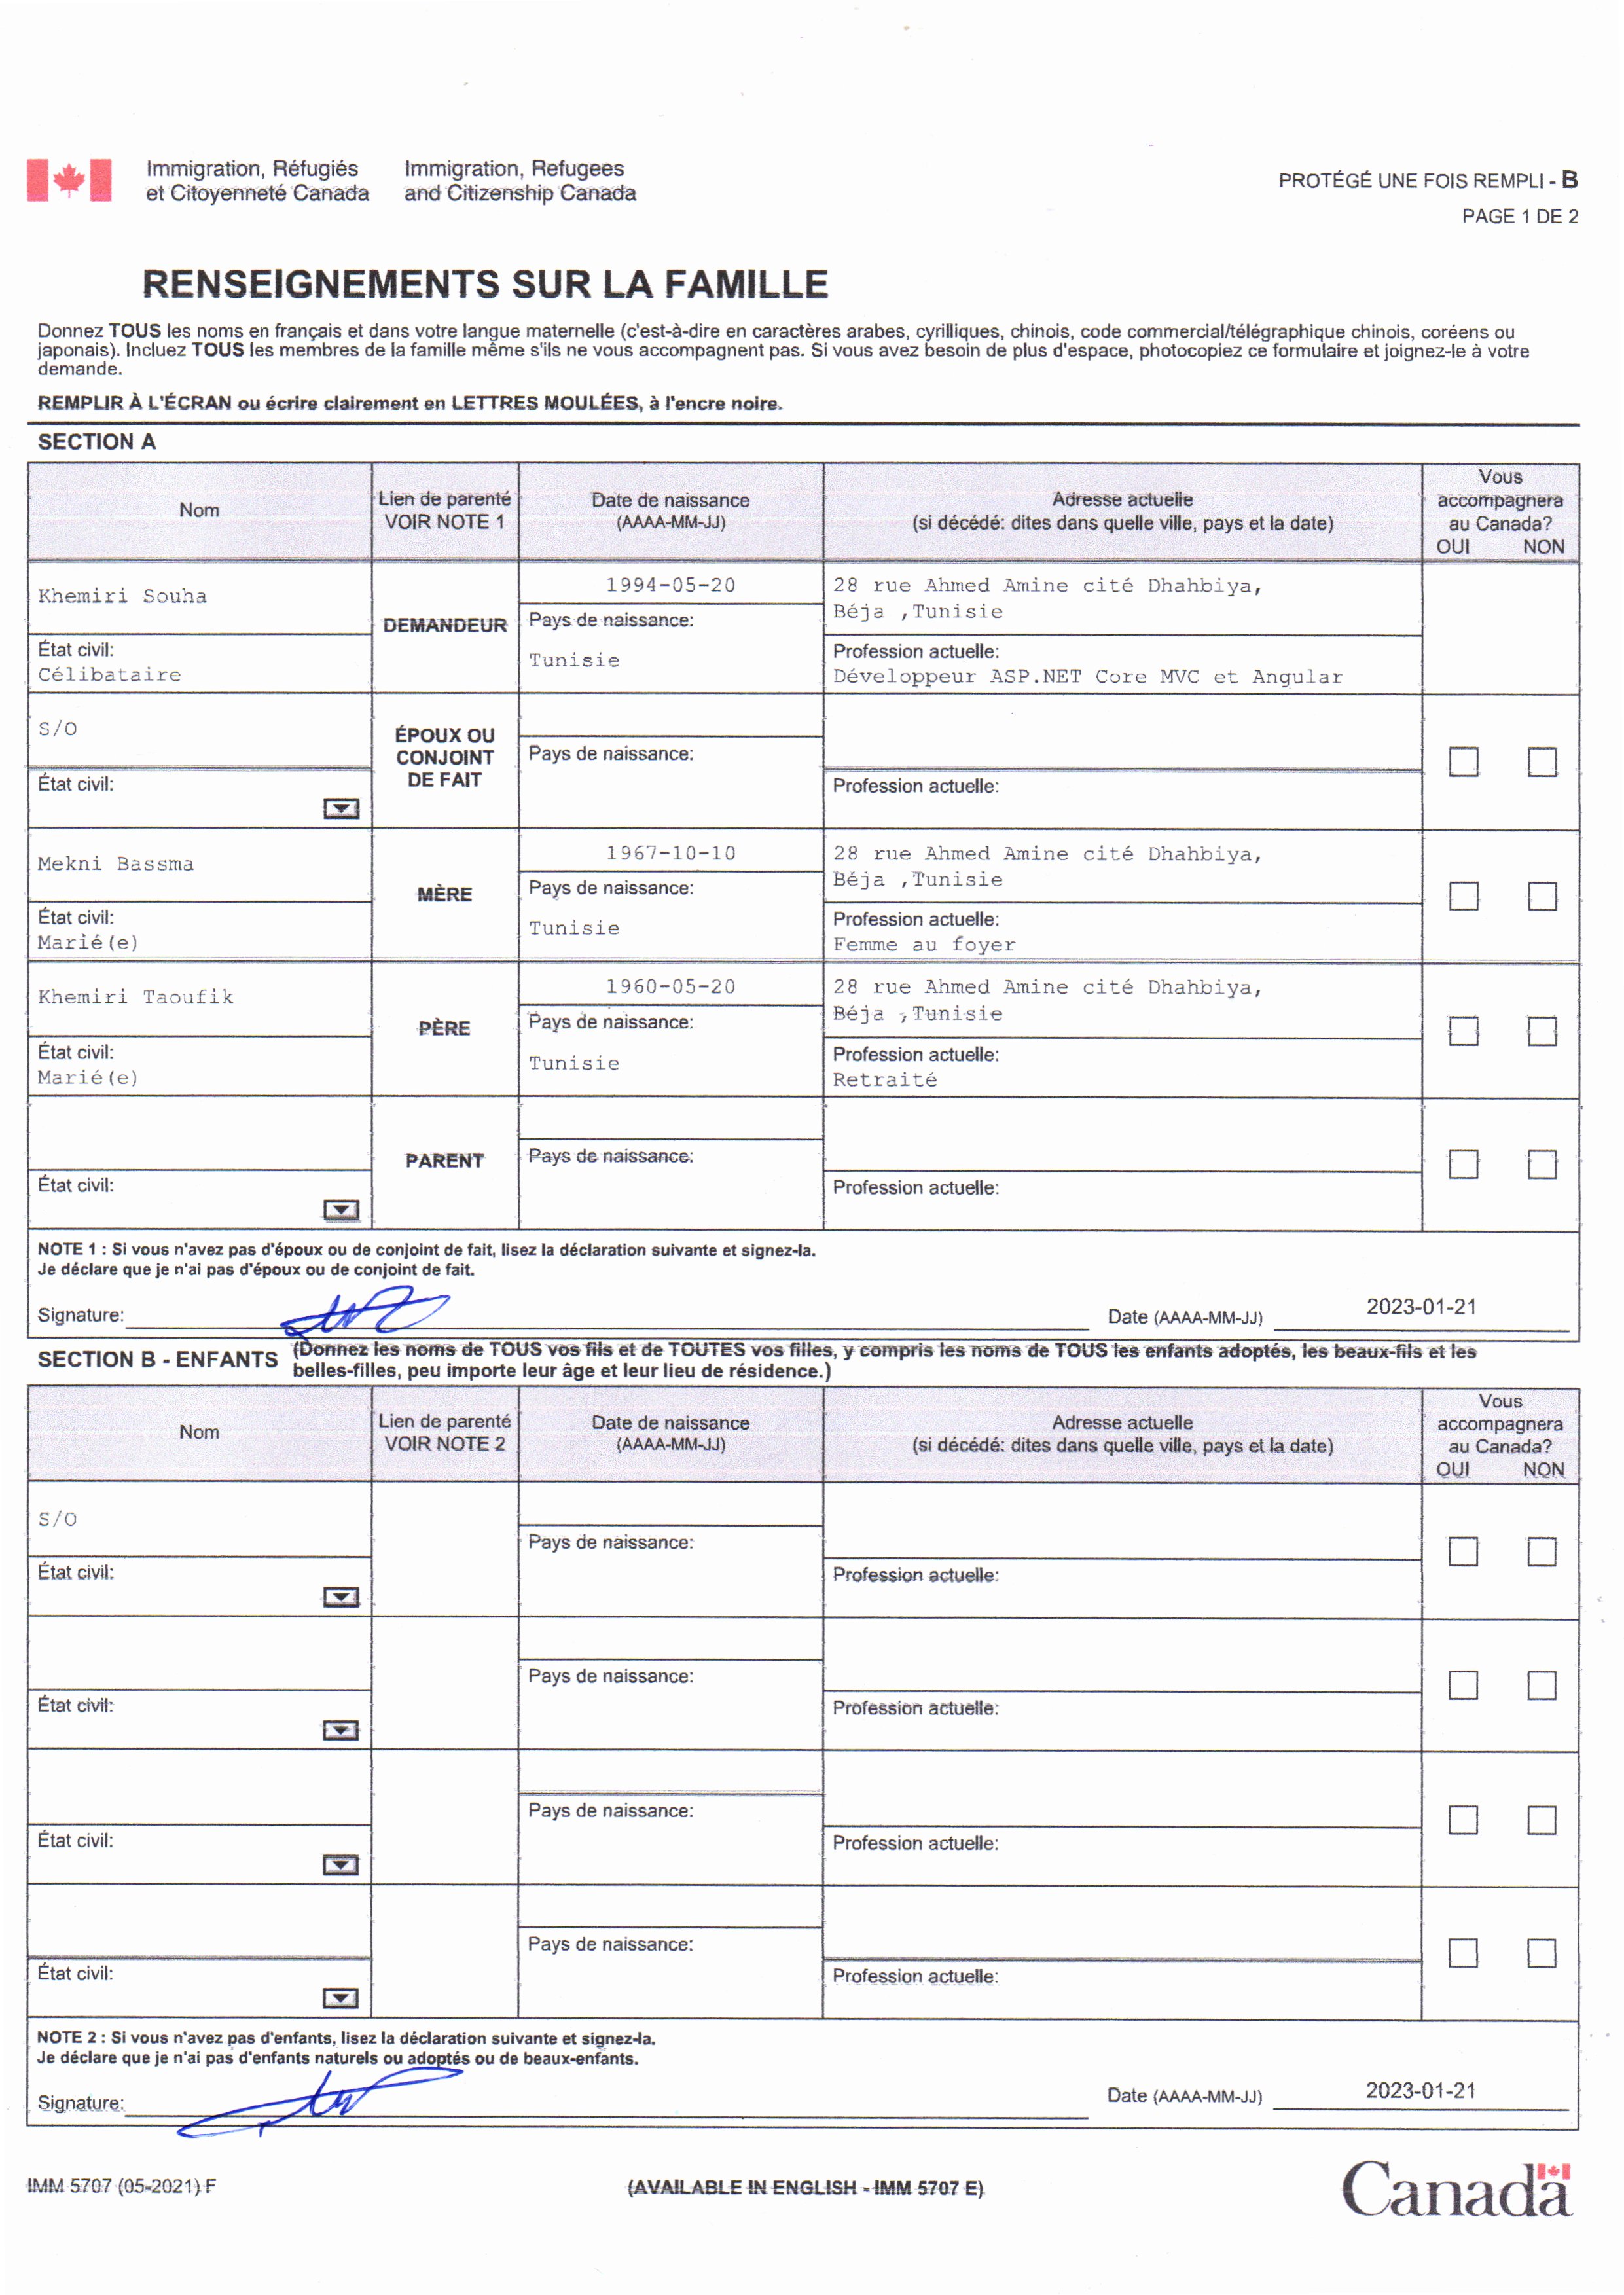 Immigration, Réfugiés
et Citoyenneté Canada
Immigration, Refugees
and Citizenship Canada
PROTÉGÉ UNE FOIS REMPLI - B
PAGE 1 DE 2
RENSEIGNEMENTS SUR LA FAMILLE
Donnez TOUS les noms en français et dans votre langue maternelle (c'est-à-dire en caractères arabes, cyrilliques, chinois, code commercial/télégraphique chinois, coréens ou
japonais). Incluez TOUS les membres de la famille même s'ils ne vous accompagnent pas. Si vous avez besoin de plus d'espace, photocopiez ce formulaire et joignez-le à votre
demande.
REMPLIR À L'ÉCRAN ou écrire clairement en LETTRES MOULÉES, à l'encre noire.
SECTION A
Nom
Lien de parenté
VOIR NOTE 1
Date de naissance
(AAAA-MM-JJ)
Adresse actuelle
(si décédé: dites dans quelle ville, pays et la date)
Vous
accompagnera
au Canada?
OUI NON
Khemiri Souha
État civil:
Célibataire
DEMANDEUR
1994-05-20
Pays de naissance:
Tunisie
28 rue Ahmed Amine cité Dhahbiya,
Béja ,Tunisie
Profession actuelle:
Développeur ASP.NET Core MVC et Angular
S/O
État civil:
ÉPOUX OU
CONJOINT
DE FAIT
Pays de naissance:
Profession actuelle:
Mekni Bassma
État civil:
Marié(e)
MÈRE
1967-10-10
Pays de naissance:
Tunisie
28 rue Ahmed Amine cité Dhahbiya,
Béja ,Tunisie
Profession actuelle:
Femme au foyer
Khemiri Taoufik
État civil:
Marié(e)
PÈRE
1960-05-20
Pays de naissance:
Tunisie
28 rue Ahmed Amine cité Dhahbiya,
Béja ,Tunisie
Profession actuelle:
Retraité
État civil:
PARENT
Pays de naissance:
Profession actuelle:
NOTE 1 : Si vous n'avez pas d'époux ou de conjoint de fait, lisez la déclaration suivante et signez-la.
Je déclare que je n'ai pas d'époux ou de conjoint de fait.
Signature:
Date (AAAA-MM-JJ) 2023-01-21
SECTION B - ENFANTS (Donnez les noms de TOUS vos fils et de TOUTES vos filles, y compris les noms de TOUS les enfants adoptés, les beaux-fils et les
belles-filles, peu importe leur âge et leur lieu de résidence.)
Nom
Lien de parenté
VOIR NOTE 2
Date de naissance
(AAAA-MM-JJ)
Adresse actuelle
(si décédé: dites dans quelle ville, pays et la date)
Vous
accompagnera
au Canada?
OUI NON
S/O
État civil:
Pays de naissance:
Profession actuelle:
État civil:
Pays de naissance:
Profession actuelle:
État civil:
Pays de naissance:
Profession actuelle:
État civil:
Pays de naissance:
Profession actuelle:
NOTE 2 : Si vous n'avez pas d'enfants, lisez la déclaration suivante et signez-la.
Je déclare que je n'ai pas d'enfants naturels ou adoptés ou de beaux-enfants.
Signature:
Date (AAAA-MM-JJ) 2023-01-21
IMM 5707 (05-2021) F
(AVAILABLE IN ENGLISH - IMM 5707 E)
Canada